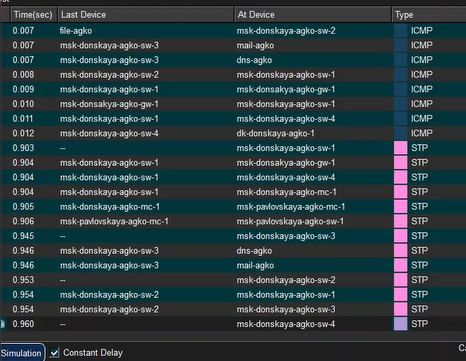 Time(sec) Last Device At Device Type
0.007 file-agko msk-donskaya-agko-sw-2 ICMP
0.007 msk-donskaya-agko-sw-3 mail-agko ICMP
0.007 msk-donskaya-agko-sw-3 dns-agko ICMP
0.008 msk-donskaya-agko-sw-2 msk-donskaya-agko-sw-1 ICMP
0.009 msk-donskaya-agko-sw-1 msk-donsakya-agko-gw-1 ICMP
0.010 msk-donsakya-agko-gw-1 msk-donskaya-agko-sw-1 ICMP
0.011 msk-donskaya-agko-sw-1 msk-donskaya-agko-sw-4 ICMP
0.012 msk-donskaya-agko-sw-4 dk-donskaya-agko-1 ICMP
0.903 -- msk-donskaya-agko-sw-1 STP
0.904 msk-donskaya-agko-sw-1 msk-donsakya-agko-gw-1 STP
0.904 msk-donskaya-agko-sw-1 msk-donskaya-agko-sw-4 STP
0.904 msk-donskaya-agko-sw-1 msk-donskaya-agko-mc-1 STP
0.905 msk-donskaya-agko-mc-1 msk-pavlovskaya-agko-mc-1 STP
0.906 msk-pavlovskaya-agko-mc-1 msk-pavlovskaya-agko-sw-1 STP
0.945 -- msk-donskaya-agko-sw-3 STP
0.946 msk-donskaya-agko-sw-3 dns-agko STP
0.946 msk-donskaya-agko-sw-3 mail-agko STP
0.953 -- msk-donskaya-agko-sw-2 STP
0.954 msk-donskaya-agko-sw-2 msk-donskaya-agko-sw-1 STP
0.954 msk-donskaya-agko-sw-2 msk-donskaya-agko-sw-3 STP
0.960 -- msk-donskaya-agko-sw-4 STP
Simulation Constant Delay